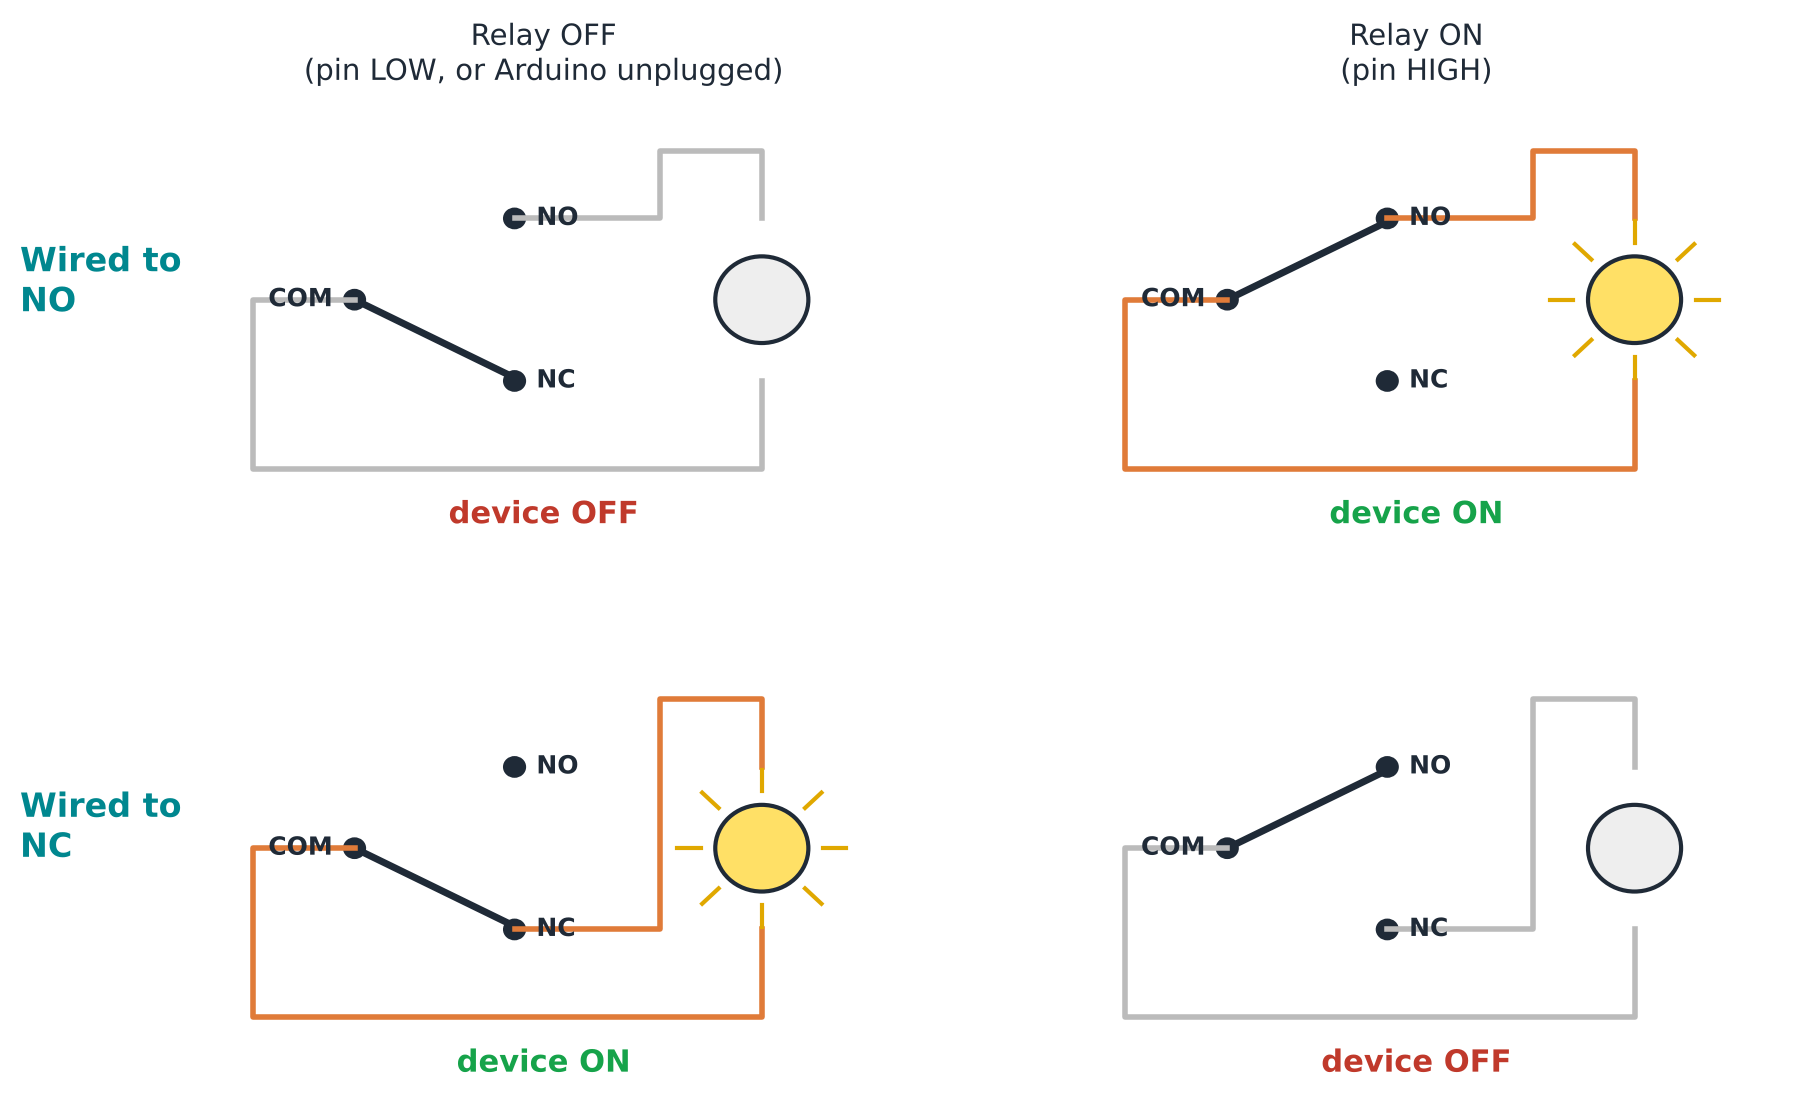 Relay OFF
(pin LOW, or Arduino unplugged)
Relay ON
(pin HIGH)
Wired to
NO
NO
COM
NC
device OFF
NO
COM
NC
device ON
Wired to
NC
NO
COM
NC
device ON
NO
COM
NC
device OFF